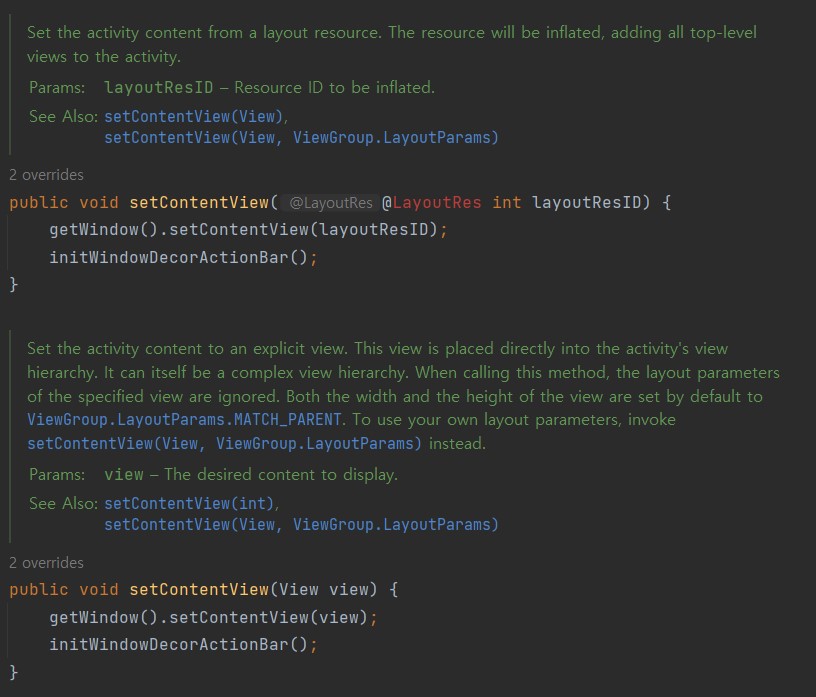 Set the activity content from a layout resource. The resource will be inflated, adding all top-level
views to the activity.
Params: layoutResID – Resource ID to be inflated.
See Also: setContentView(View),
setContentView(View, ViewGroup.LayoutParams)
2 overrides
public void setContentView( @LayoutRes @LayoutRes int layoutResID) {
getWindow().setContentView(layoutResID);
initWindowDecorActionBar();
}
Set the activity content to an explicit view. This view is placed directly into the activity's view
hierarchy. It can itself be a complex view hierarchy. When calling this method, the layout parameters
of the specified view are ignored. Both the width and the height of the view are set by default to
ViewGroup.LayoutParams.MATCH_PARENT. To use your own layout parameters, invoke
setContentView(View, ViewGroup.LayoutParams) instead.
Params: view – The desired content to display.
See Also: setContentView(int),
setContentView(View, ViewGroup.LayoutParams)
2 overrides
public void setContentView(View view) {
getWindow().setContentView(view);
initWindowDecorActionBar();
}